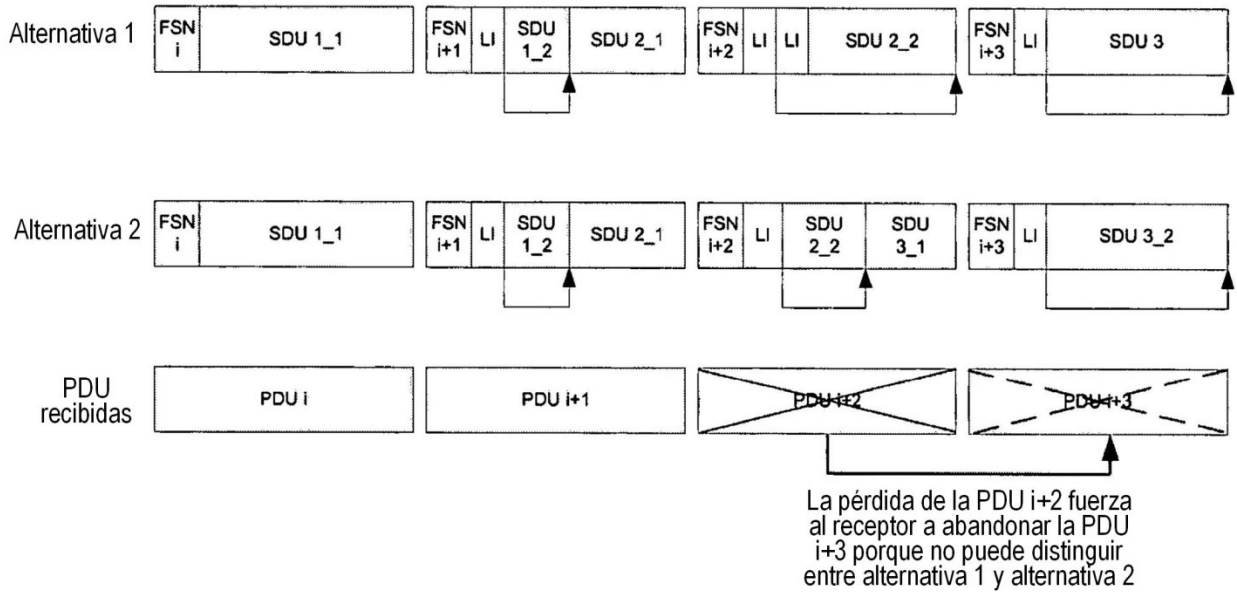 Alternativa 1
FSN i
SDU 1_1
FSN i+1
LI
SDU 1_2
SDU 2_1
FSN i+2
LI
LI
SDU 2_2
FSN i+3
LI
SDU 3
Alternativa 2
FSN i
SDU 1_1
FSN i+1
LI
SDU 1_2
SDU 2_1
FSN i+2
LI
SDU 2_2
SDU 3_1
FSN i+3
LI
SDU 3_2
PDU
recibidas
PDU i
PDU i+1
PDU i+2
PDU i+3
La pérdida de la PDU i+2 fuerza
al receptor a abandonar la PDU
i+3 porque no puede distinguir
entre alternativa 1 y alternativa 2